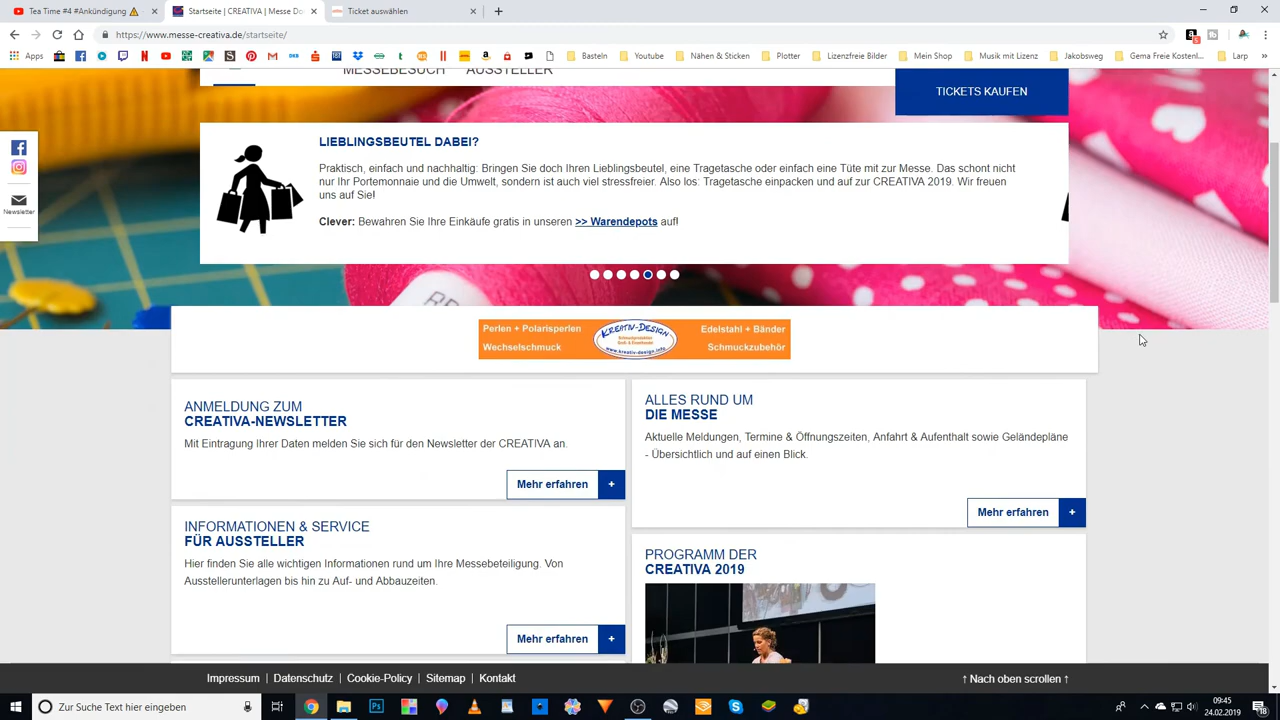 Tea Time #4 #Ankündigung
Startseite | CREATIVA | Messe Do
Ticket auswählen
https://www.messe-creativa.de/startseite/
Apps
Basteln
Youtube
Nähen & Sticken
Plotter
Lizenzfreie Bilder
Mein Shop
Musik mit Lizenz
Jakobsweg
Gema Freie Kostenl...
Larp
MESSEBESUCH AUSSTELLER
TICKETS KAUFEN
Newsletter
LIEBLINGSBEUTEL DABEI?
Praktisch, einfach und nachhaltig: Bringen Sie doch Ihren Lieblingsbeutel, eine Tragetasche oder einfach eine Tüte mit zur Messe. Das schont nicht
nur Ihr Portemonnaie und die Umwelt, sondern ist auch viel stressfreier. Also los: Tragetasche einpacken und auf zur CREATIVA 2019. Wir freuen
uns auf Sie!
Clever: Bewahren Sie Ihre Einkäufe gratis in unseren >> Warendepots auf!
Perlen + Polarisperlen
Wechselschmuck
KREATIV-DESIGN
www.kreativ-design.info
Edelstahl + Bänder
Schmuckzubehör
ANMELDUNG ZUM
CREATIVA-NEWSLETTER
Mit Eintragung Ihrer Daten melden Sie sich für den Newsletter der CREATIVA an.
Mehr erfahren +
ALLES RUND UM
DIE MESSE
Aktuelle Meldungen, Termine & Öffnungszeiten, Anfahrt & Aufenthalt sowie Geländepläne
- Übersichtlich und auf einen Blick.
Mehr erfahren +
INFORMATIONEN & SERVICE
FÜR AUSSTELLER
Hier finden Sie alle wichtigen Informationen rund um Ihre Messebeteiligung. Von
Ausstellerunterlagen bis hin zu Auf- und Abbauzeiten.
Mehr erfahren +
PROGRAMM DER
CREATIVA 2019
Impressum | Datenschutz | Cookie-Policy | Sitemap | Kontakt
↑ Nach oben scrollen ↑
Zur Suche Text hier eingeben
09:45
24.02.2019
18